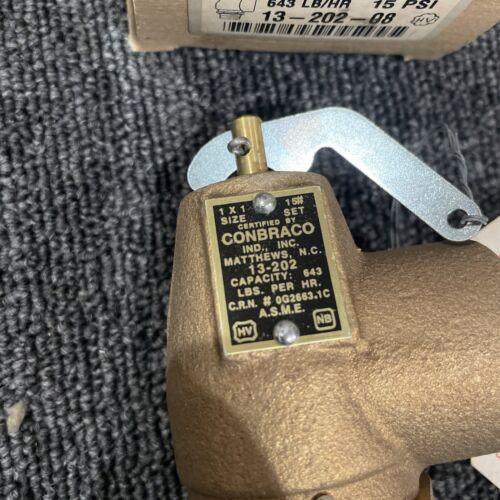 643 LB/HR 15 PSI
13-202-08 HV
1 X 1 15#
SIZE SET
CERTIFIED BY
CONBRACO
IND., INC.
MATTHEWS, N.C.
13-202
CAPACITY: 643
LBS. PER HR.
C.R.N. # 0G2663.1C
A.S.M.E.
HV NB